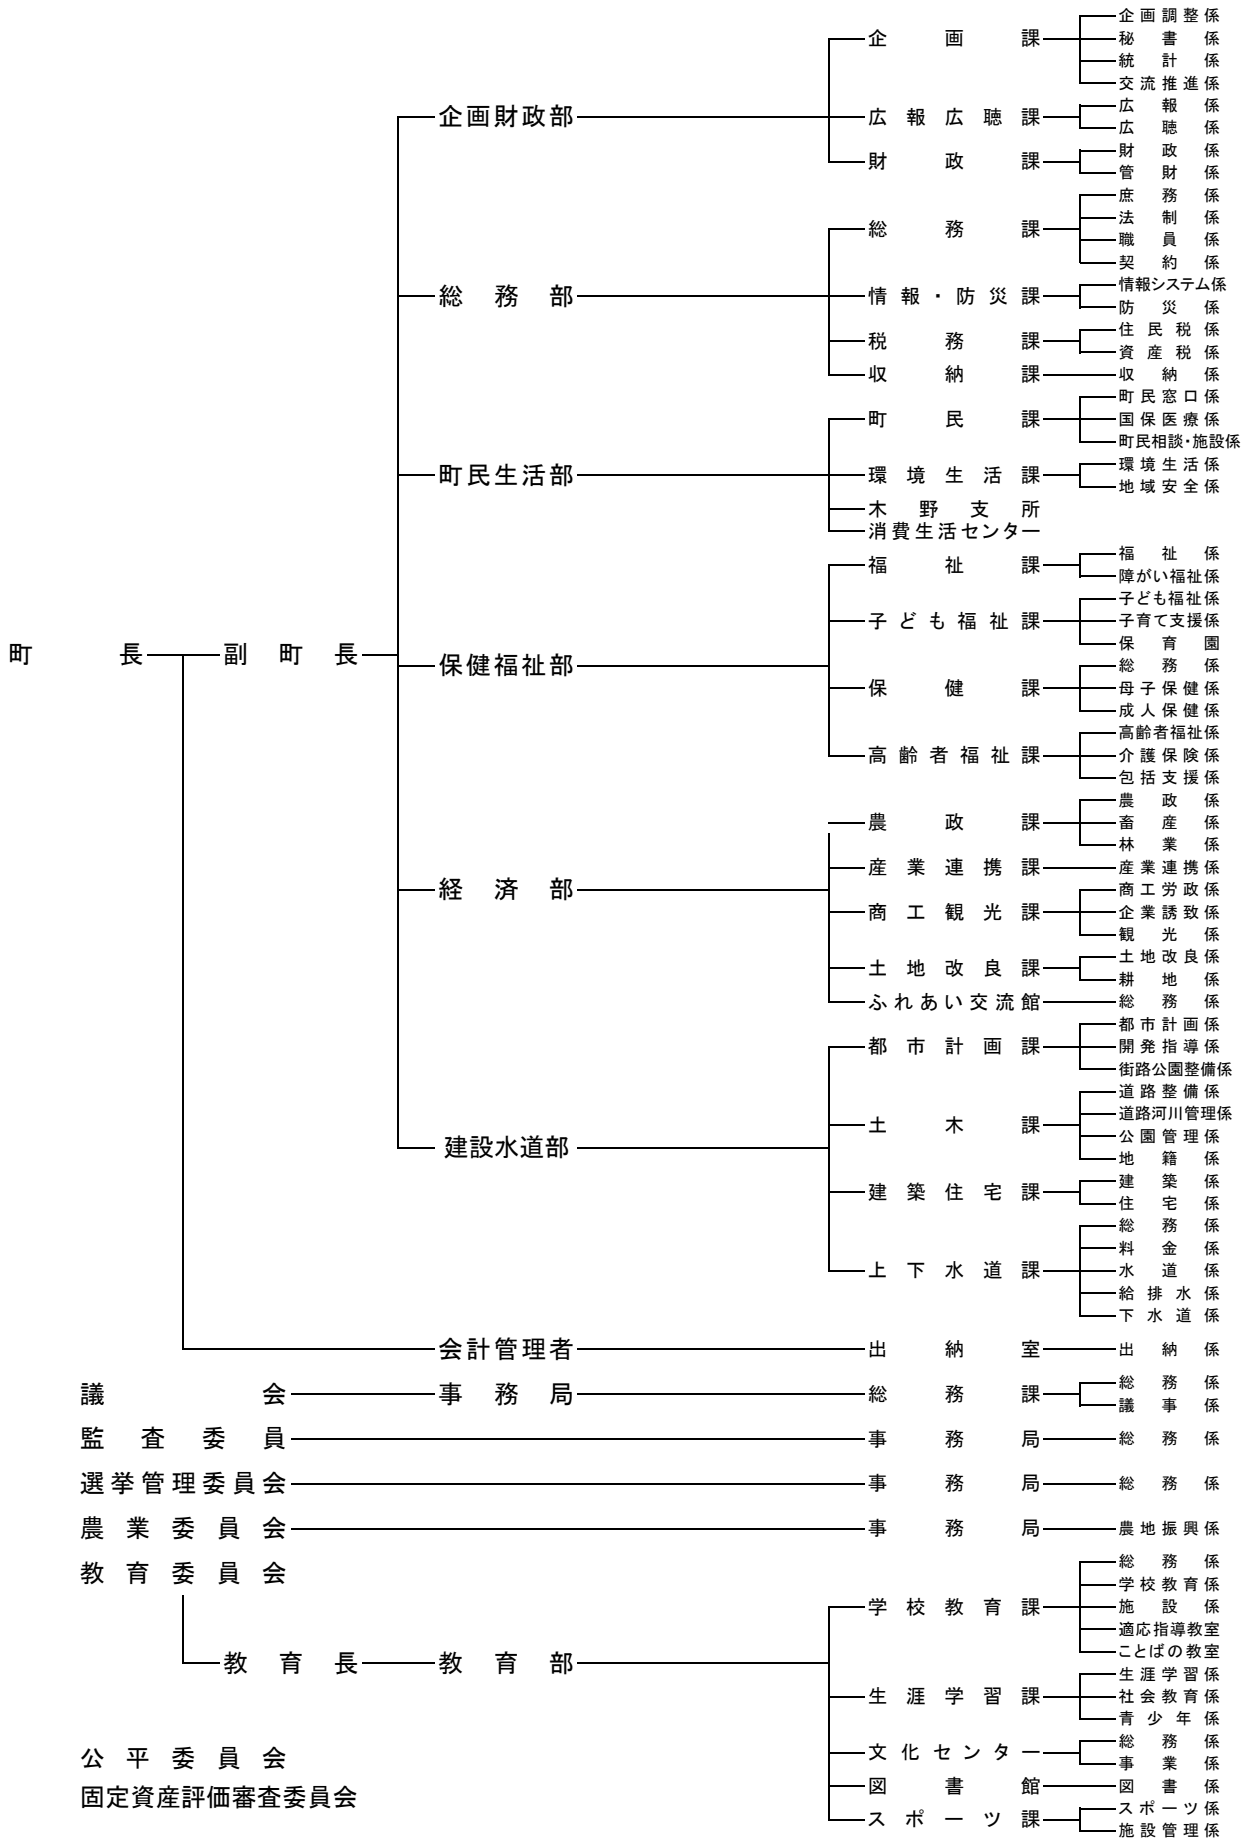 企画調整係
企画課
秘書係
統計係
交流推進係
企画財政部
広報広聴課
広報係
広聴係
財政課
財政係
管財係
総務課
庶務係
法制係
職員係
契約係
総務部
情報・防災課
情報システム係
防災係
税務課
住民税係
資産税係
収納課
収納係
町民課
町民窓口係
国保医療係
町民相談・施設係
町民生活部
環境生活課
環境生活係
地域安全係
木野支所
消費生活センター
福祉課
福祉係
障がい福祉係
子ども福祉課
子ども福祉係
子育て支援係
保育園
町長
副町長
保健福祉部
保健課
総務係
母子保健係
成人保健係
高齢者福祉課
高齢者福祉係
介護保険係
包括支援係
農政課
農政係
畜産係
林業係
経済部
産業連携課
産業連携係
商工観光課
商工労政係
企業誘致係
観光係
土地改良課
土地改良係
耕地係
ふれあい交流館
総務係
都市計画課
都市計画係
開発指導係
街路公園整備係
建設水道部
土木課
道路整備係
道路河川管理係
公園管理係
地籍係
建築住宅課
建築係
住宅係
上下水道課
総務係
料金係
水道係
給排水係
下水道係
会計管理者
出納室
出納係
議会
事務局
総務課
総務係
議事係
監査委員
事務局
総務係
選挙管理委員会
事務局
総務係
農業委員会
事務局
農地振興係
教育委員会
教育長
教育部
学校教育課
総務係
学校教育係
施設係
適応指導教室
ことばの教室
生涯学習課
生涯学習係
社会教育係
青少年係
文化センター
総務係
事業係
図書館
図書係
スポーツ課
スポーツ係
施設管理係
公平委員会
固定資産評価審査委員会